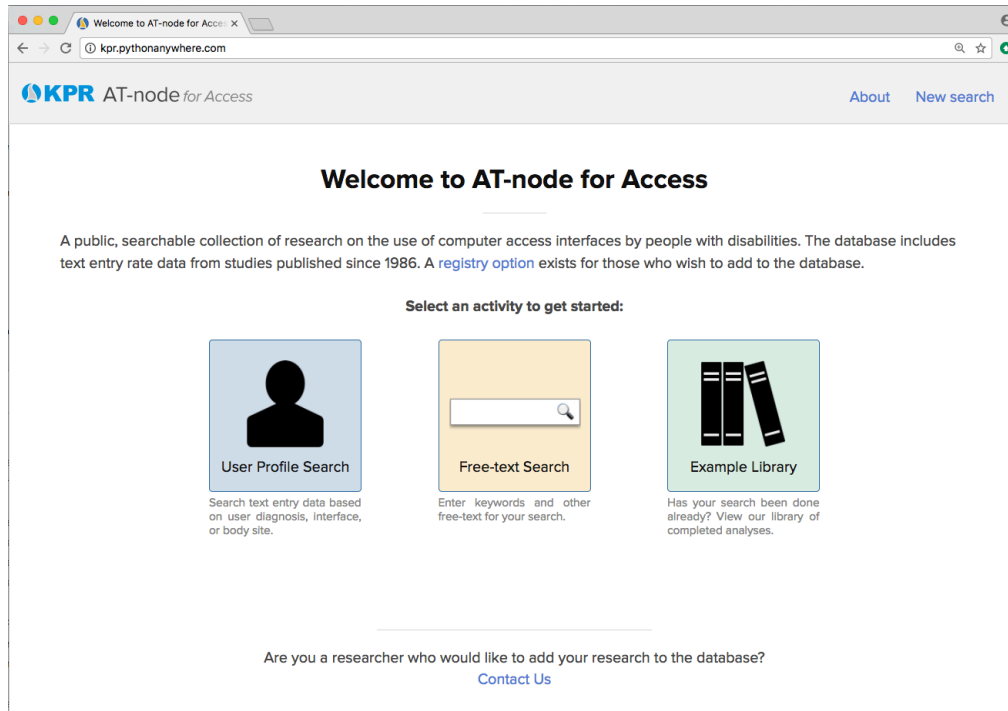 Welcome to AT-node for Acces
kpr.pythonanywhere.com
KPR AT-node for Access
About New search
Welcome to AT-node for Access
A public, searchable collection of research on the use of computer access interfaces by people with disabilities. The database includes
text entry rate data from studies published since 1986. A registry option exists for those who wish to add to the database.
Select an activity to get started:
User Profile Search
Search text entry data based
on user diagnosis, interface,
or body site.
Free-text Search
Enter keywords and other
free-text for your search.
Example Library
Has your search been done
already? View our library of
completed analyses.
Are you a researcher who would like to add your research to the database?
Contact Us